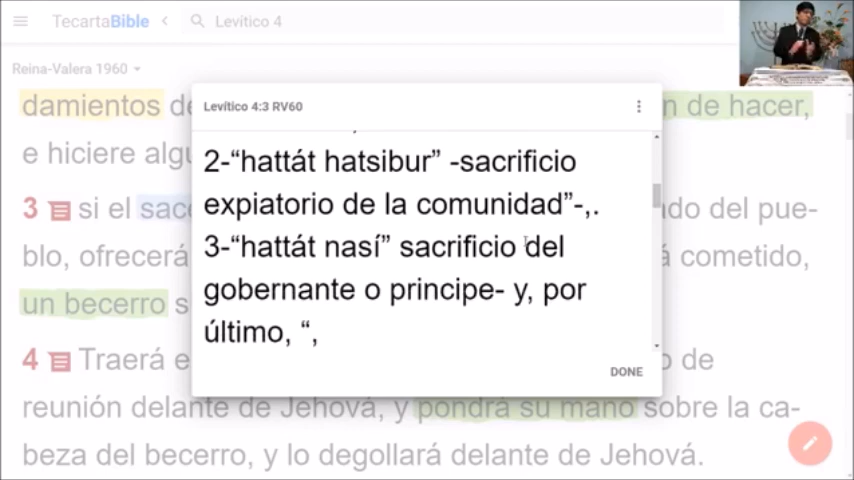 TecartaBible
Levítico 4
Reina-Valera 1960
damientos de
n de hacer,
e hiciere algu
Levítico 4:3 RV60
2-“hattát hatsibur” -sacrificio
expiatorio de la comunidad”-,.
3-“hattát nasí” sacrificio del
gobernante o principe- y, por
último, “,
DONE
3 si el sace
do del pue-
blo, ofrecerá
á cometido,
un becerro s
4 Traerá e
o de
reunión delante de Jehová, y pondrá su mano sobre la ca-
beza del becerro, y lo degollará delante de Jehová.